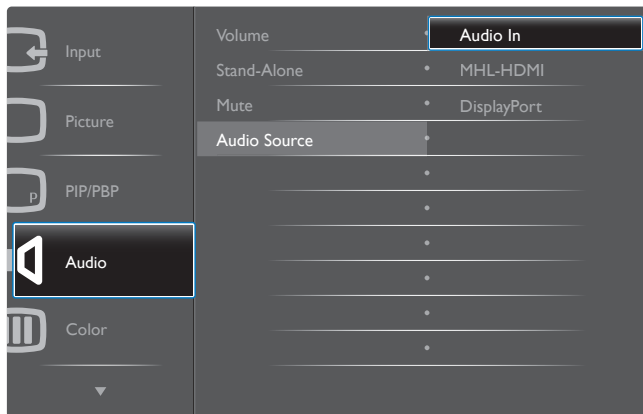 Input
Picture
P
PIP/PBP
Audio
Color
Volume
Stand-Alone
Mute
Audio Source
Audio In
MHL-HDMI
DisplayPort